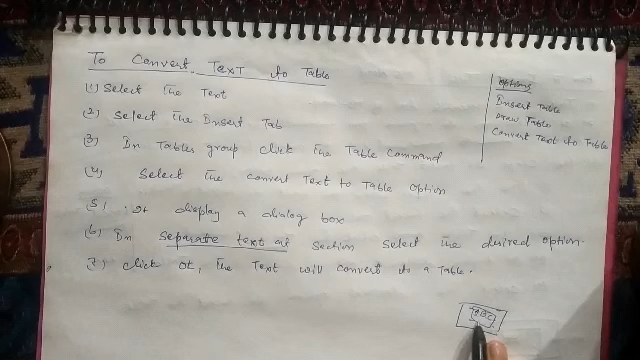 To Convert Text to Table
(1) Select the Text
(2) Select the Insert Tab
(3) In Tables group click the Table Command
(4) Select the convert Text to Table option
(5) It display a dialog box
(6) In separate text at section select the desired option.
(7) click ok, the Text will convert to a Table.
options
Insert Table
Draw Table
Convert Text to Table